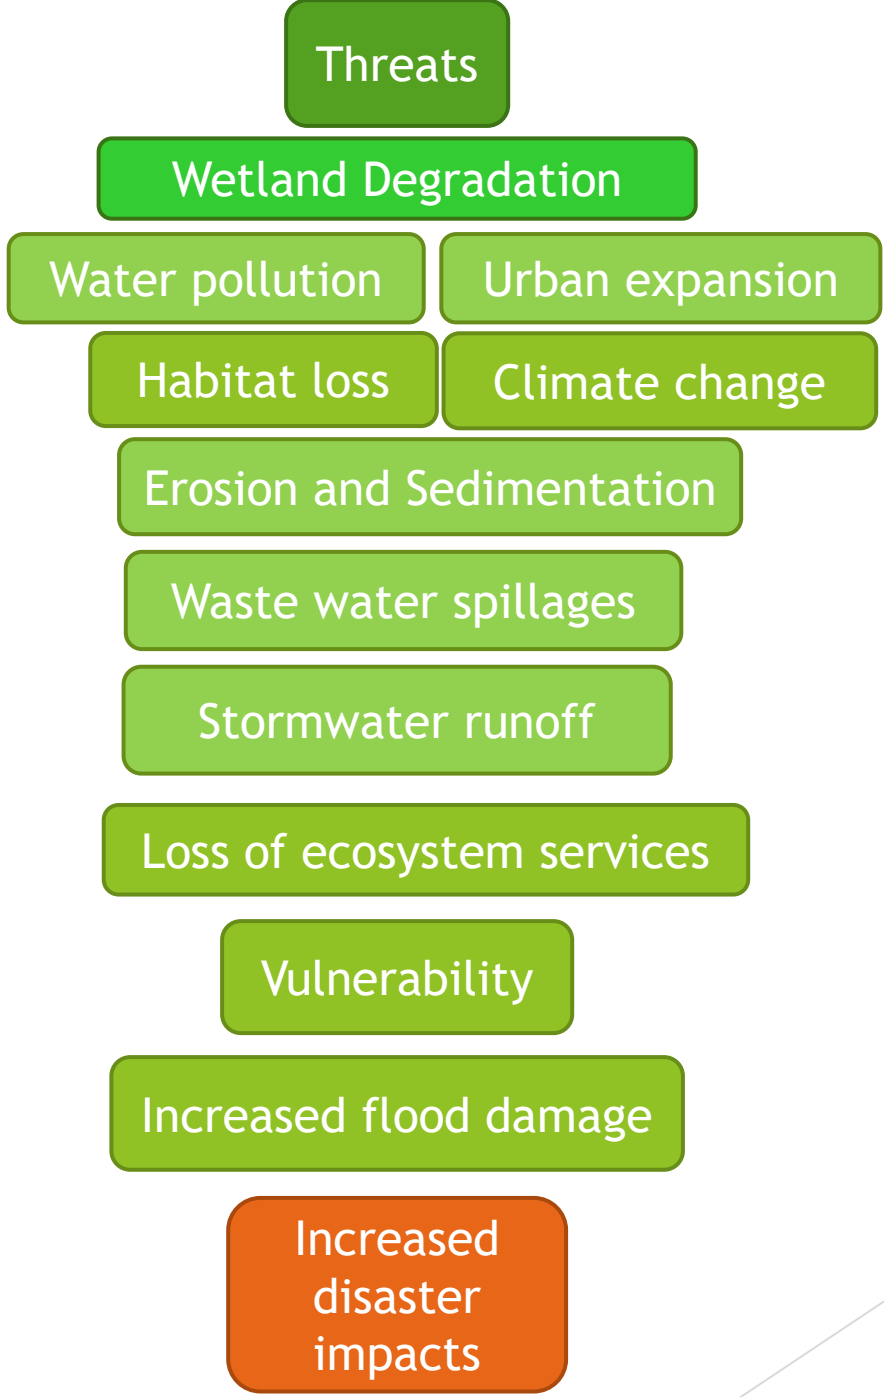 Threats
Wetland Degradation
Water pollution
Urban expansion
Habitat loss
Climate change
Erosion and Sedimentation
Waste water spillages
Stormwater runoff
Loss of ecosystem services
Vulnerability
Increased flood damage
Increased
disaster
impacts